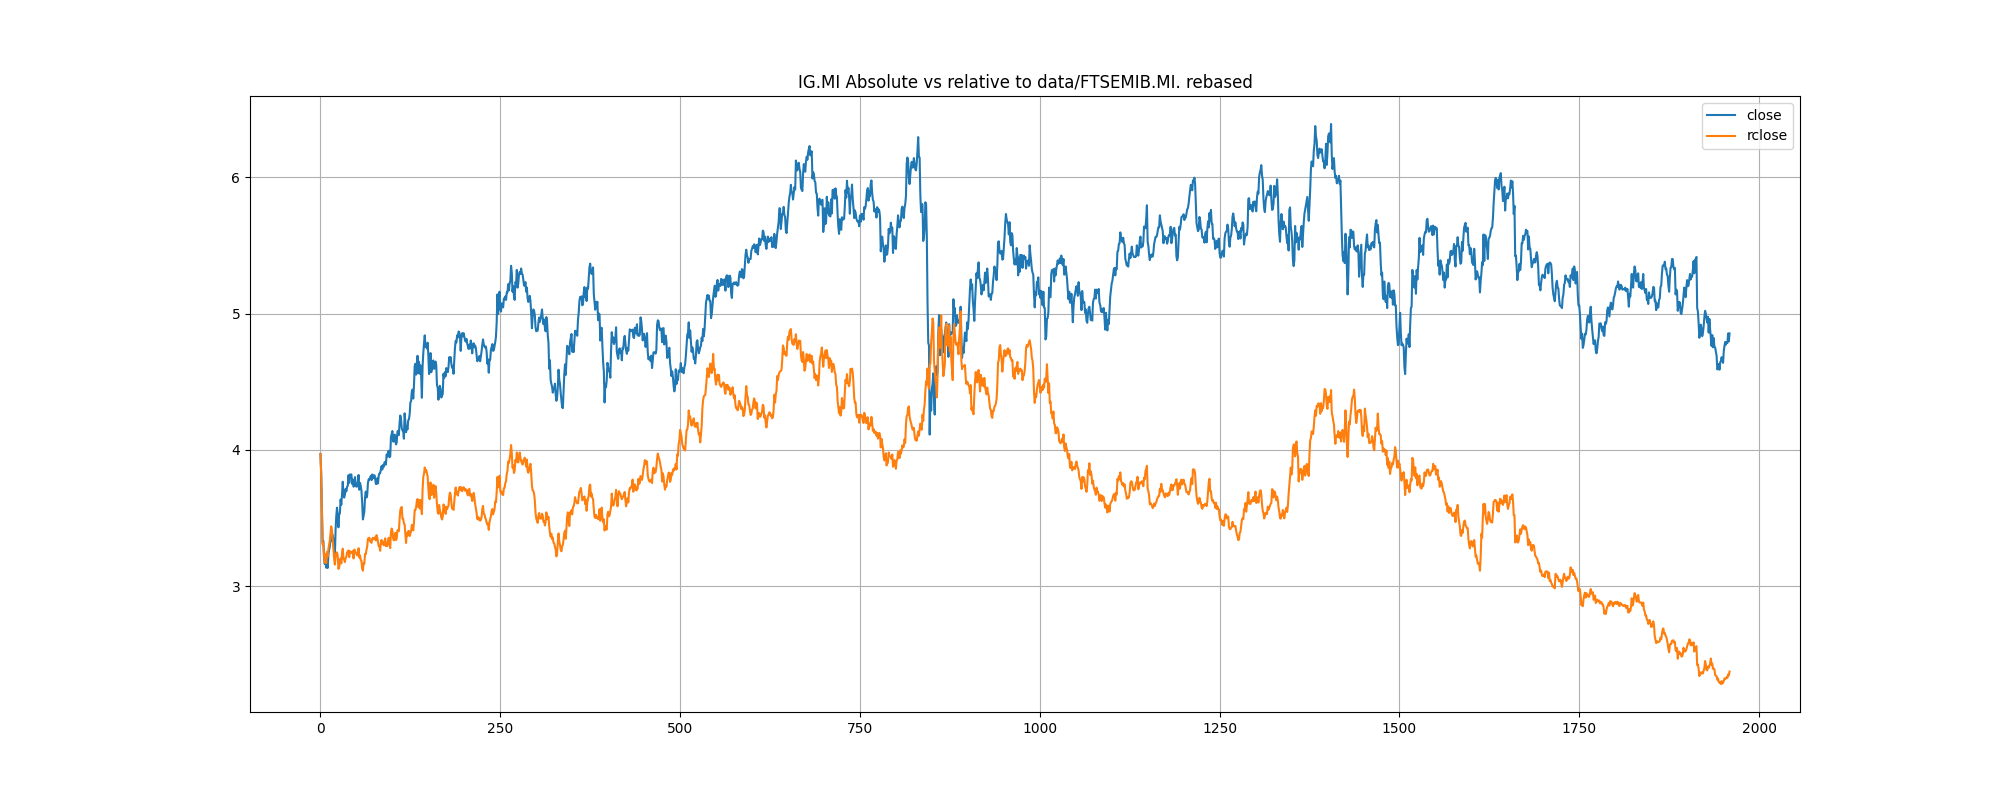 IG.MI Absolute vs relative to data/FTSEMIB.MI. rebased
close
rclose
6
5
4
3
0 250 500 750 1000 1250 1500 1750 2000